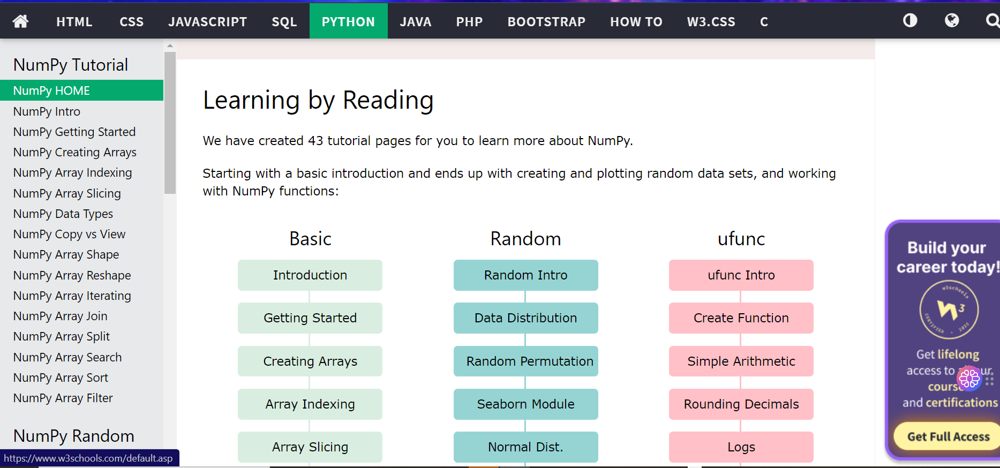 HTML CSS JAVASCRIPT SQL PYTHON JAVA PHP BOOTSTRAP HOW TO W3.CSS C
NumPy Tutorial
NumPy HOME
NumPy Intro
NumPy Getting Started
NumPy Creating Arrays
NumPy Array Indexing
NumPy Array Slicing
NumPy Data Types
NumPy Copy vs View
NumPy Array Shape
NumPy Array Reshape
NumPy Array Iterating
NumPy Array Join
NumPy Array Split
NumPy Array Search
NumPy Array Sort
NumPy Array Filter
NumPy Random
https://www.w3schools.com/default.asp
Learning by Reading
We have created 43 tutorial pages for you to learn more about NumPy.
Starting with a basic introduction and ends up with creating and plotting random data sets, and working
with NumPy functions:
Basic
Introduction
Getting Started
Creating Arrays
Array Indexing
Array Slicing
Random
Random Intro
Data Distribution
Random Permutation
Seaborn Module
Normal Dist.
ufunc
ufunc Intro
Create Function
Simple Arithmetic
Rounding Decimals
Logs
Build your
career today!
w3schools
CERTIFIED . 2023
Get lifelong
access to
and certifications
Get Full Access